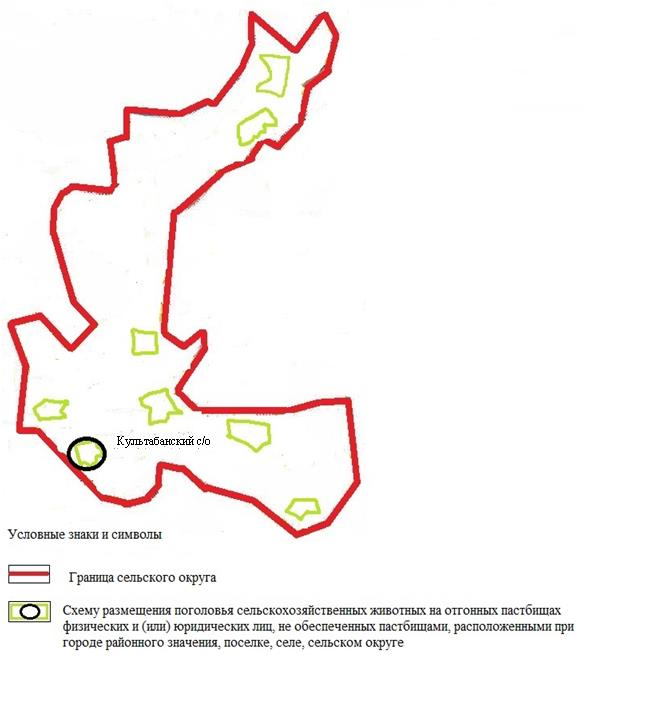 Культабанский с/о
Условные знаки и символы
Граница сельского округа
Схему размещения поголовья сельскохозяйственных животных на отгонных пастбищах
физических и (или) юридических лиц, не обеспеченных пастбищами, расположенными при
городе районного значения, поселке, селе, сельском округе